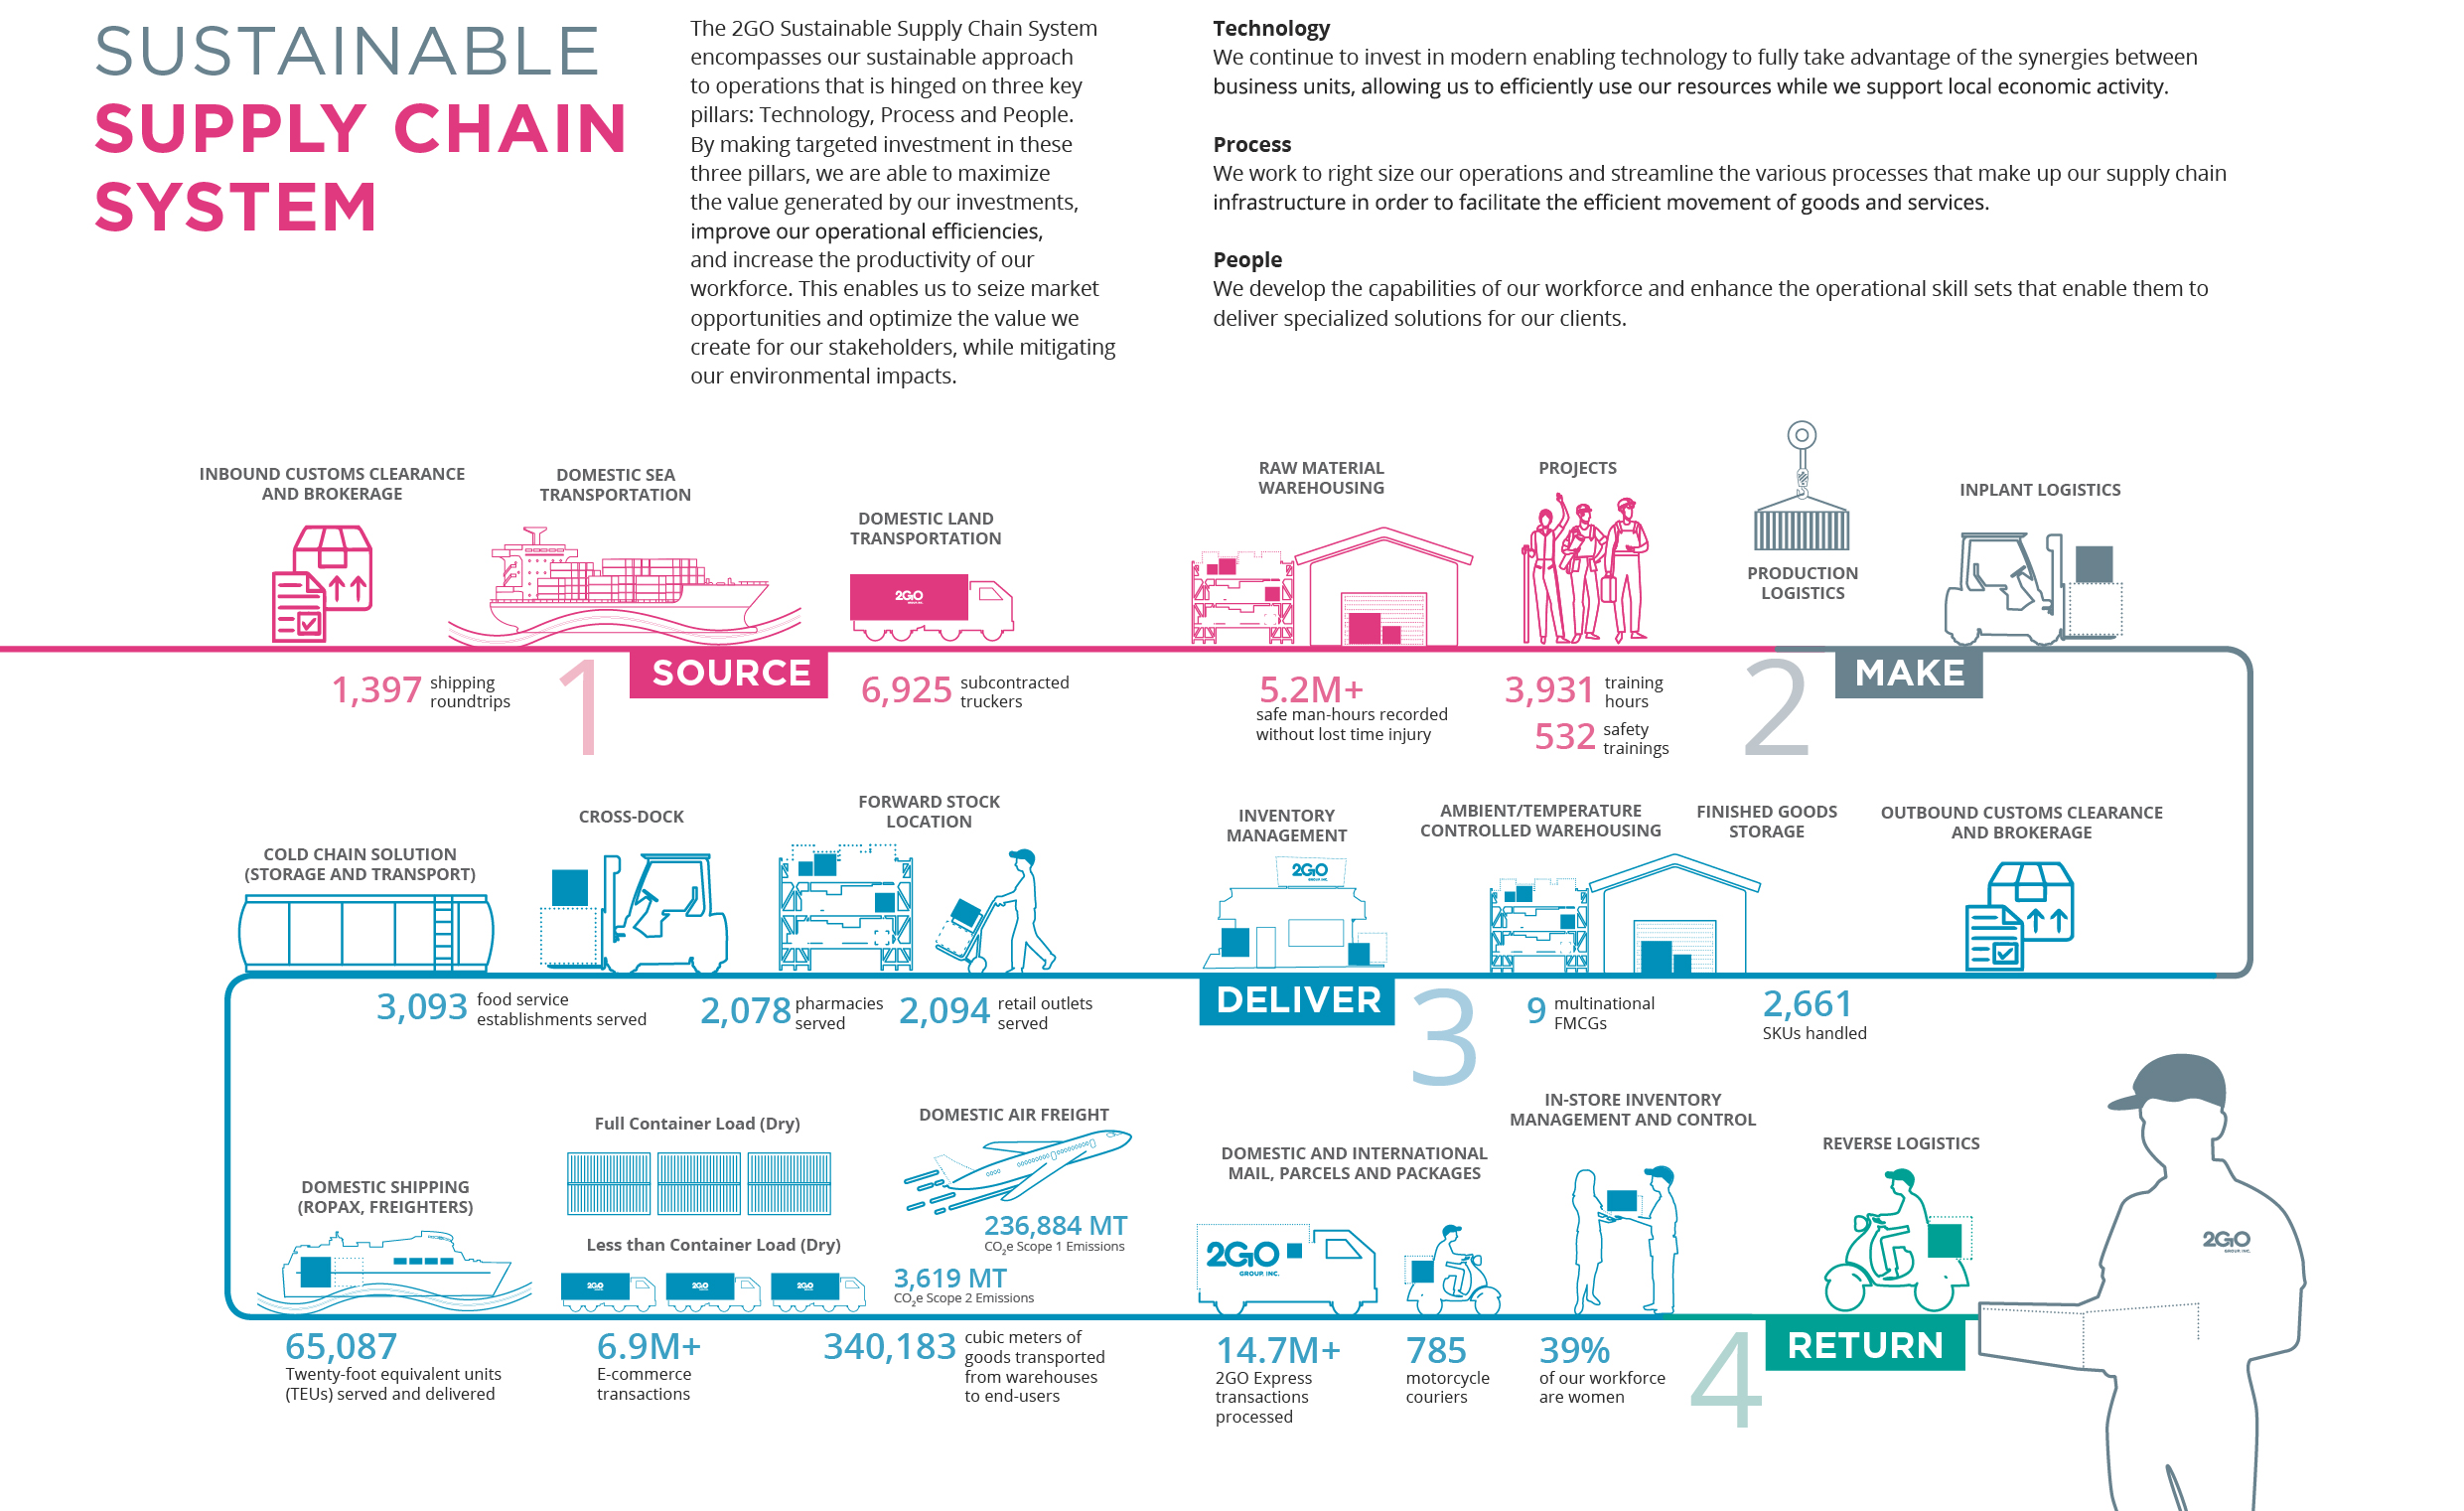 SUSTAINABLE
SUPPLY CHAIN
SYSTEM
The 2GO Sustainable Supply Chain System
encompasses our sustainable approach
to operations that is hinged on three key
pillars: Technology, Process and People.
By making targeted investment in these
three pillars, we are able to maximize
the value generated by our investments,
improve our operational efficiencies,
and increase the productivity of our
workforce. This enables us to seize market
opportunities and optimize the value we
create for our stakeholders, while mitigating
our environmental impacts.
Technology
We continue to invest in modern enabling technology to fully take advantage of the synergies between
business units, allowing us to efficiently use our resources while we support local economic activity.
Process
We work to right size our operations and streamline the various processes that make up our supply chain
infrastructure in order to facilitate the efficient movement of goods and services.
People
We develop the capabilities of our workforce and enhance the operational skill sets that enable them to
deliver specialized solutions for our clients.
INBOUND CUSTOMS CLEARANCE
AND BROKERAGE
DOMESTIC SEA
TRANSPORTATION
DOMESTIC LAND
TRANSPORTATION
2GO
RAW MATERIAL
WAREHOUSING
PROJECTS
PRODUCTION
LOGISTICS
INPLANT LOGISTICS
1,397 shipping
roundtrips
1
SOURCE
6,925 subcontracted
truckers
5.2M+
safe man-hours recorded
without lost time injury
3,931 training
hours
532 safety
trainings
2
MAKE
COLD CHAIN SOLUTION
(STORAGE AND TRANSPORT)
CROSS-DOCK
FORWARD STOCK
LOCATION
INVENTORY
MANAGEMENT
2GO
GROUP, INC.
AMBIENT/TEMPERATURE
CONTROLLED WAREHOUSING
FINISHED GOODS
STORAGE
OUTBOUND CUSTOMS CLEARANCE
AND BROKERAGE
3,093 food service
establishments served
2,078 pharmacies
served
2,094 retail outlets
served
DELIVER
3
9 multinational
FMCGs
2,661
SKUs handled
DOMESTIC SHIPPING
(ROPAX, FREIGHTERS)
Full Container Load (Dry)
Less than Container Load (Dry)
2GO
2GO
2GO
DOMESTIC AIR FREIGHT
236,884 MT
CO2e Scope 1 Emissions
3,619 MT
CO2e Scope 2 Emissions
DOMESTIC AND INTERNATIONAL
MAIL, PARCELS AND PACKAGES
2GO
GROUP, INC.
IN-STORE INVENTORY
MANAGEMENT AND CONTROL
REVERSE LOGISTICS
2GO
GROUP, INC.
65,087
Twenty-foot equivalent units
(TEUs) served and delivered
6.9M+
E-commerce
transactions
340,183 cubic meters of
goods transported
from warehouses
to end-users
14.7M+
2GO Express
transactions
processed
785
motorcycle
couriers
39%
of our workforce
are women
4
RETURN